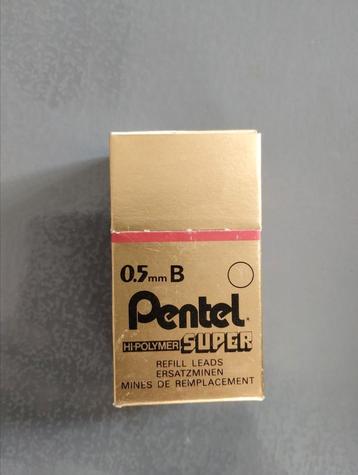 0.5mm B
Pentel®
HI-POLYMER SUPER
REFILL LEADS
ERSATZMINEN
MINES DE REMPLACEMENT